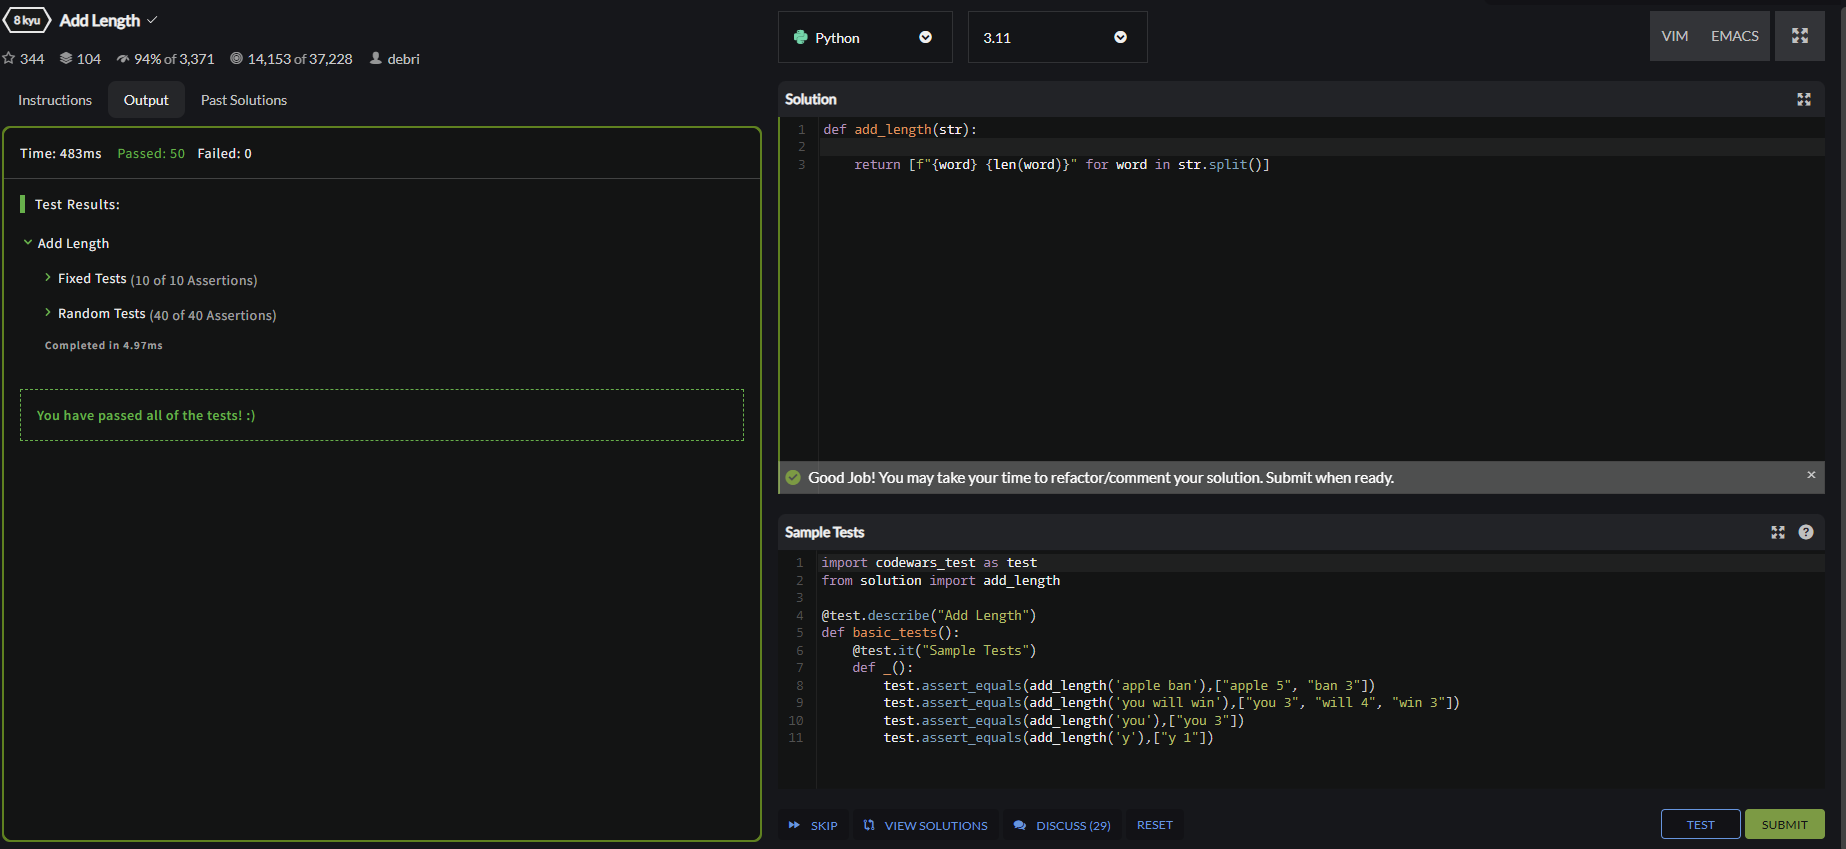 8 kyu Add Length
344 104 94% of 3,371 14,153 of 37,228 debri
Instructions Output Past Solutions
Time: 483ms Passed: 50 Failed: 0
Test Results:
Add Length
Fixed Tests (10 of 10 Assertions)
Random Tests (40 of 40 Assertions)
Completed in 4.97ms
You have passed all of the tests! :)
Python 3.11 VIM EMACS
Solution
1 def add_length(str):
2
3     return [f"{word} {len(word)}" for word in str.split()]
Good Job! You may take your time to refactor/comment your solution. Submit when ready. ×
Sample Tests ?
1 import codewars_test as test
2 from solution import add_length
3
4 @test.describe("Add Length")
5 def basic_tests():
6     @test.it("Sample Tests")
7     def _():
8         test.assert_equals(add_length('apple ban'),["apple 5", "ban 3"])
9         test.assert_equals(add_length('you will win'),["you 3", "will 4", "win 3"])
10         test.assert_equals(add_length('you'),["you 3"])
11         test.assert_equals(add_length('y'),["y 1"])
SKIP VIEW SOLUTIONS DISCUSS (29) RESET TEST SUBMIT